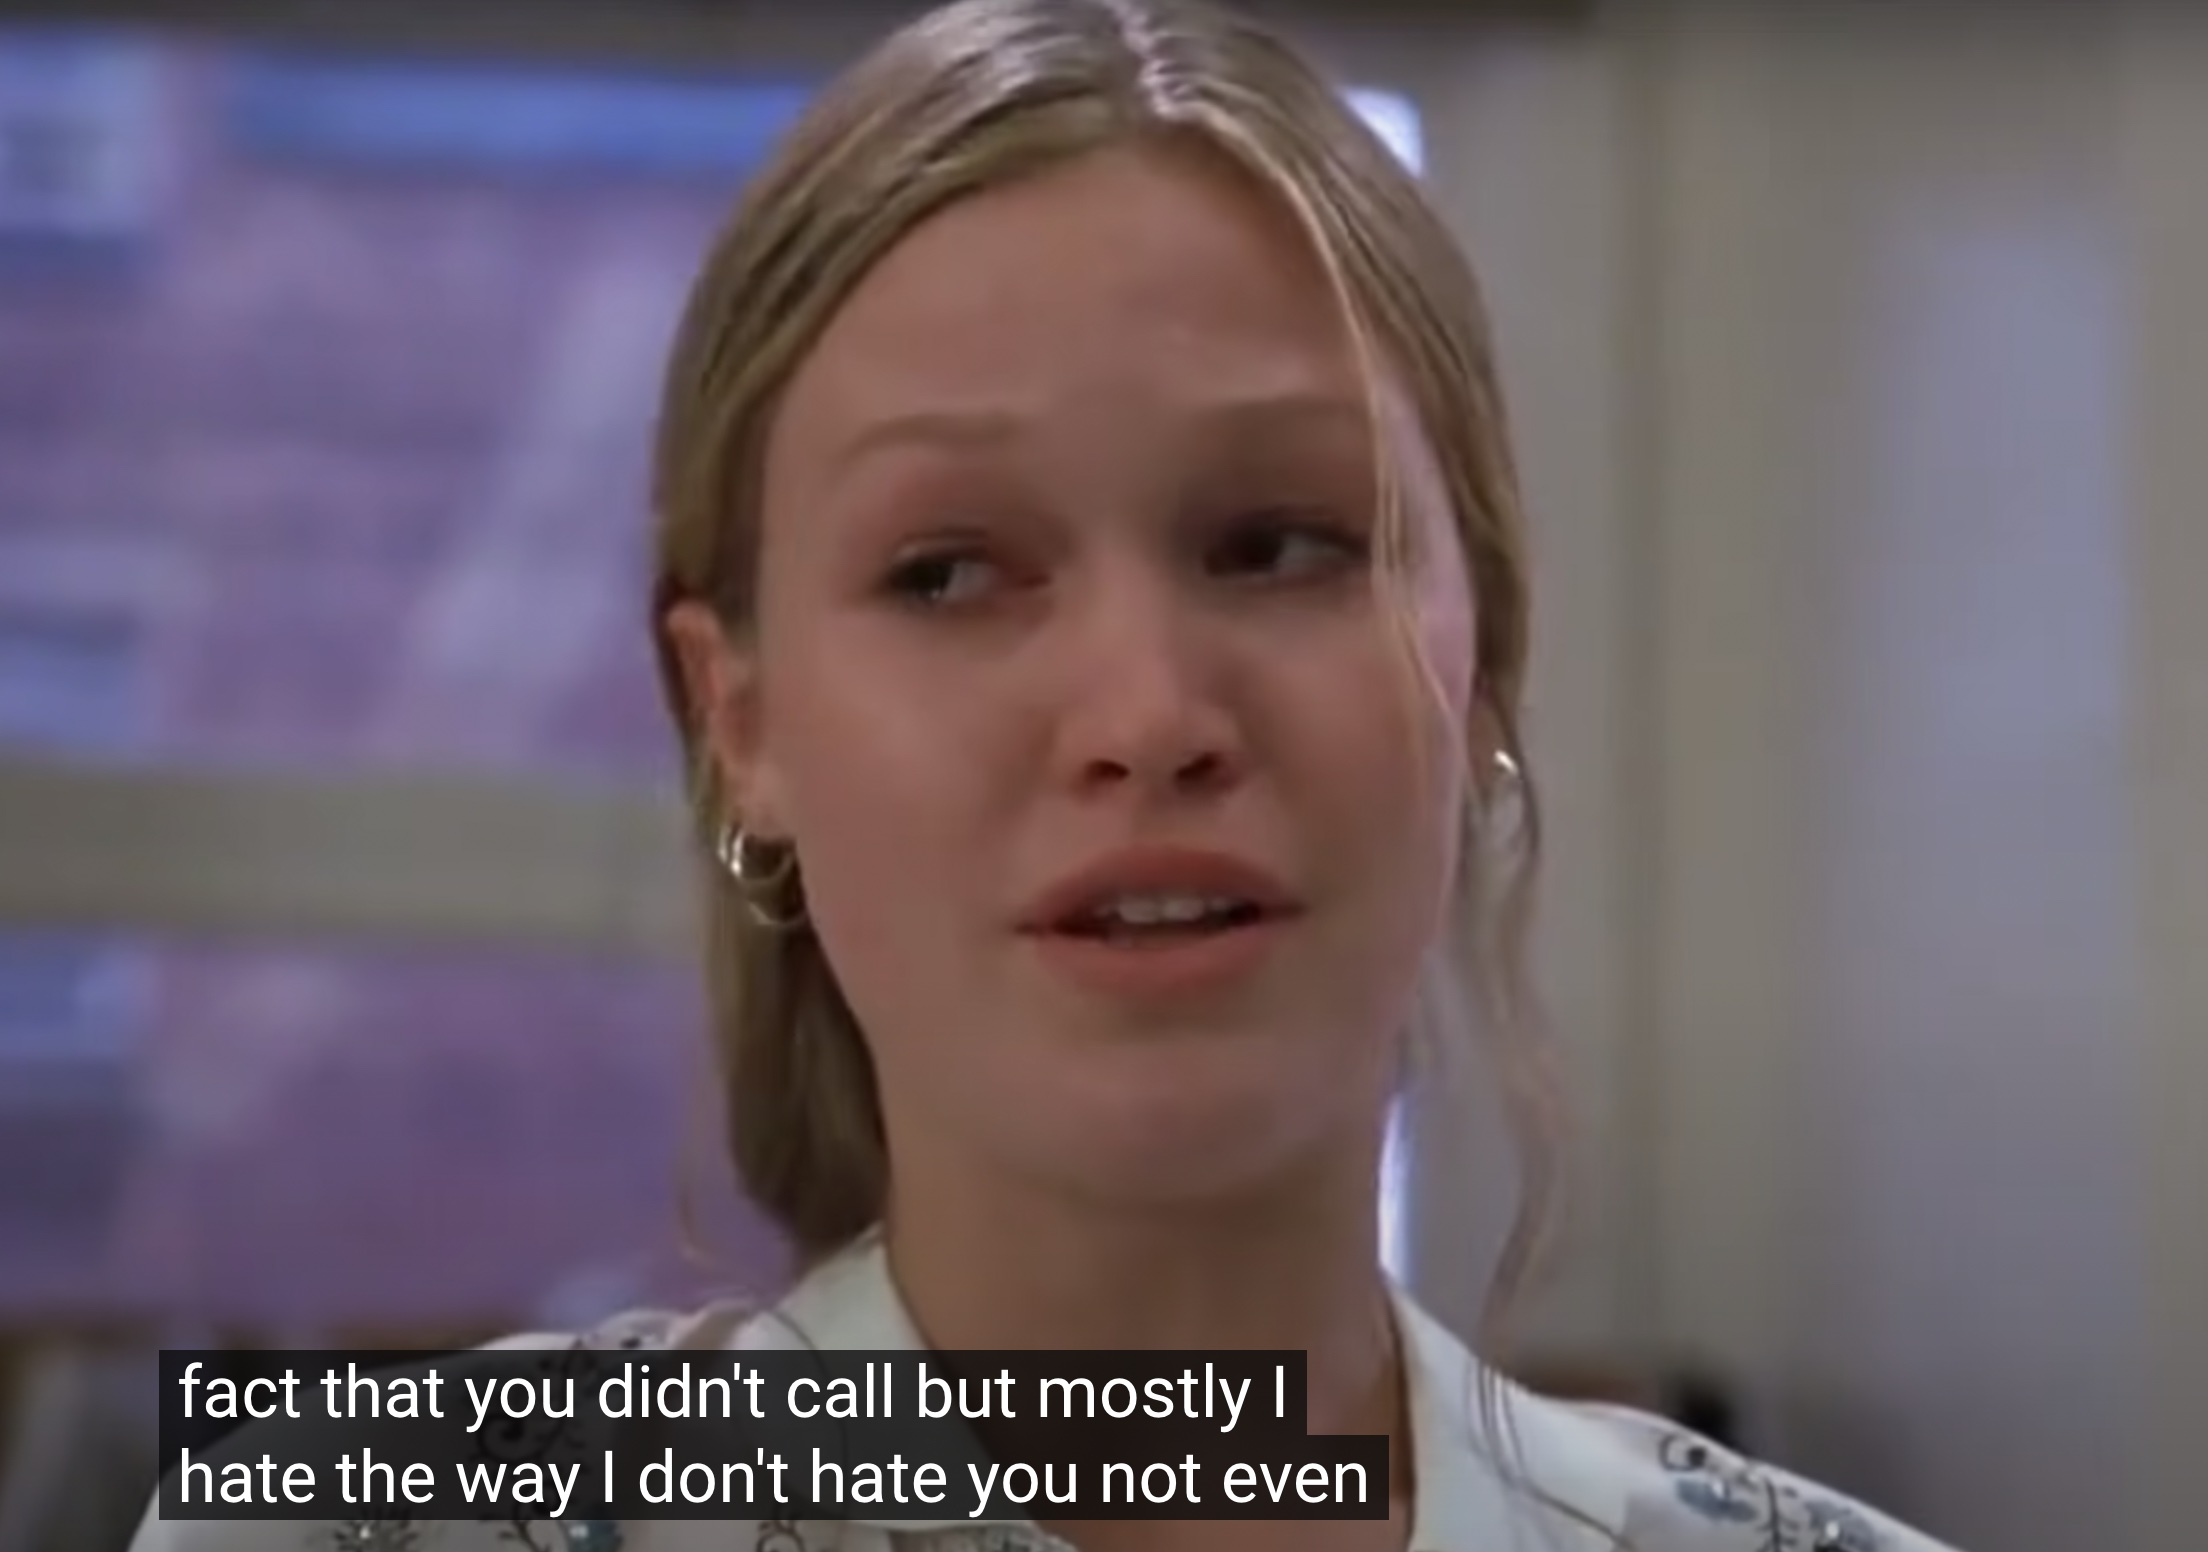 fact that you didn't call but mostly I
hate the way I don't hate you not even